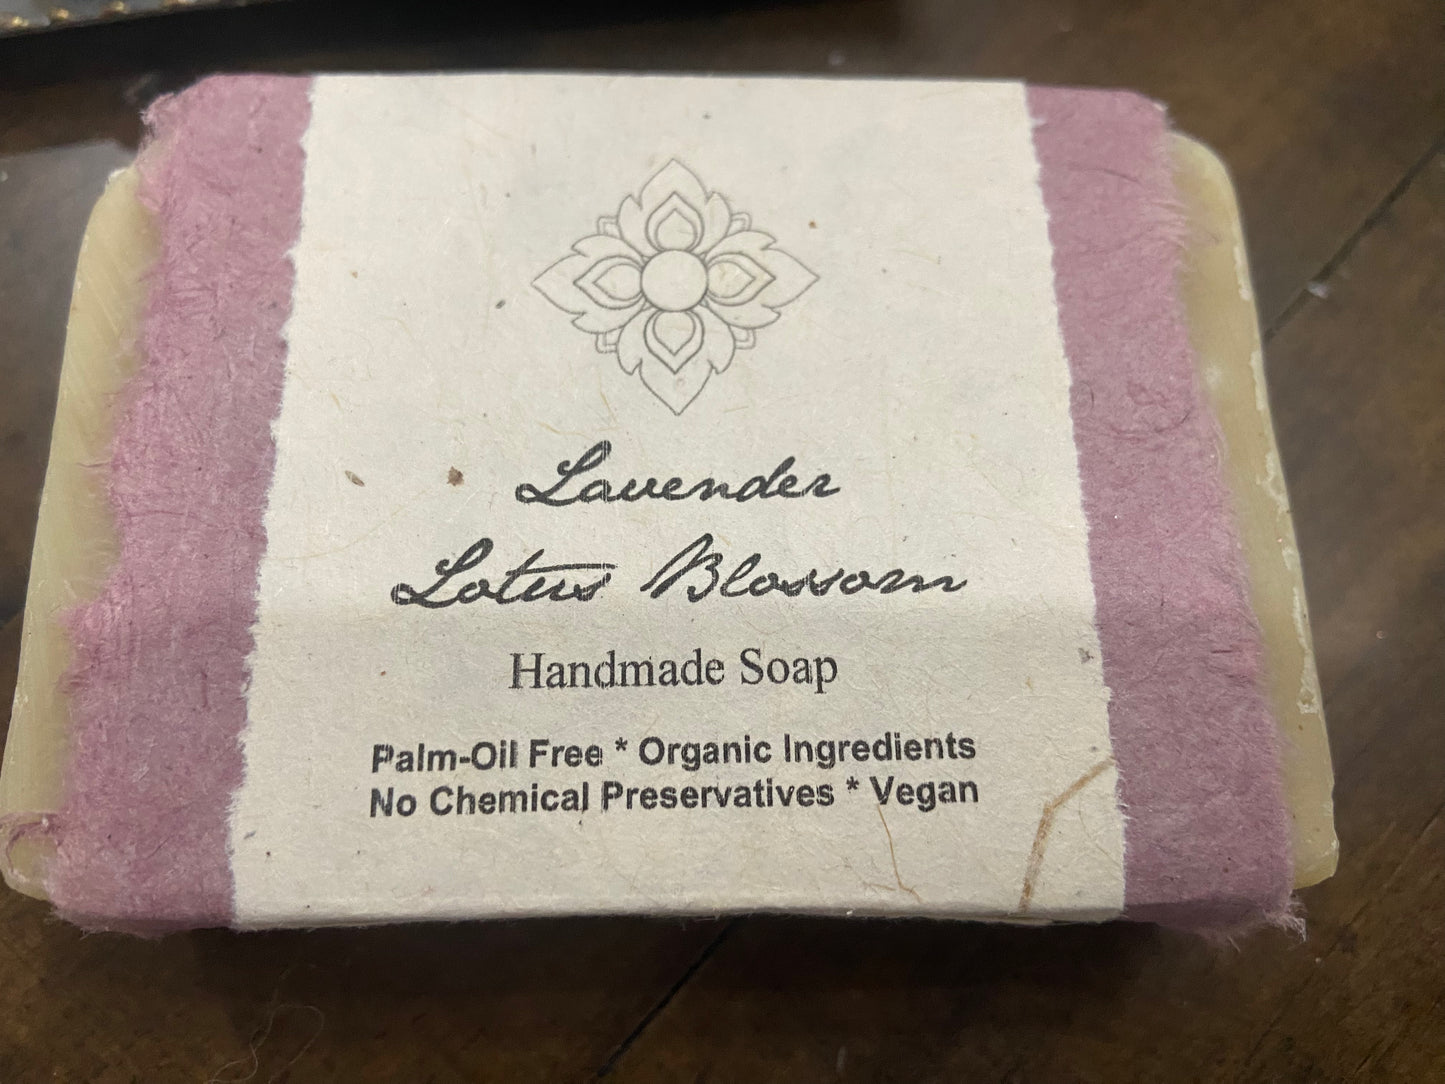 Lavender
Lotus Blossom
Handmade Soap
Palm-Oil Free * Organic Ingredients
No Chemical Preservatives * Vegan